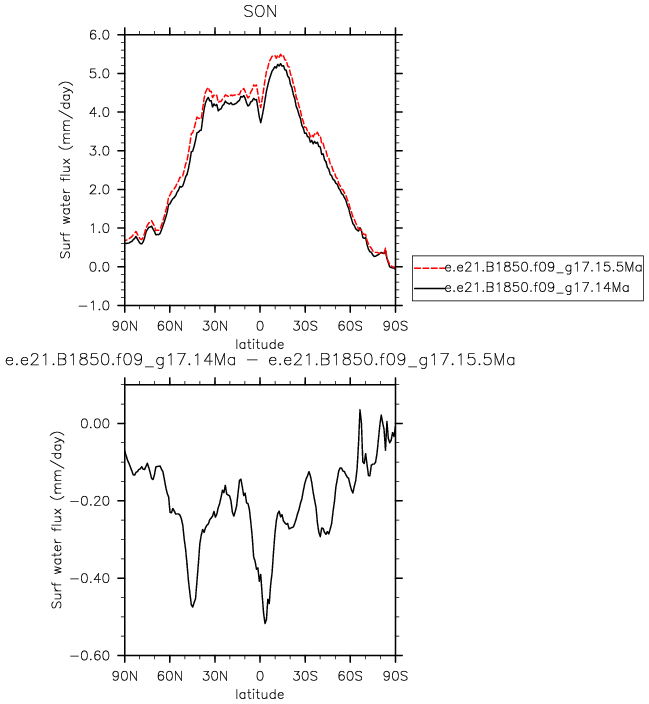 SON
6.0
5.0
4.0
3.0
2.0
1.0
0.0
−1.0
Surf water flux (mm/day)
90N 60N 30N 0 30S 60S 90S
latitude
e.e21.B1850.f09_g17.15.5Ma
e.e21.B1850.f09_g17.14Ma
e.e21.B1850.f09_g17.14Ma − e.e21.B1850.f09_g17.15.5Ma
0.00
−0.20
−0.40
−0.60
Surf water flux (mm/day)
90N 60N 30N 0 30S 60S 90S
latitude